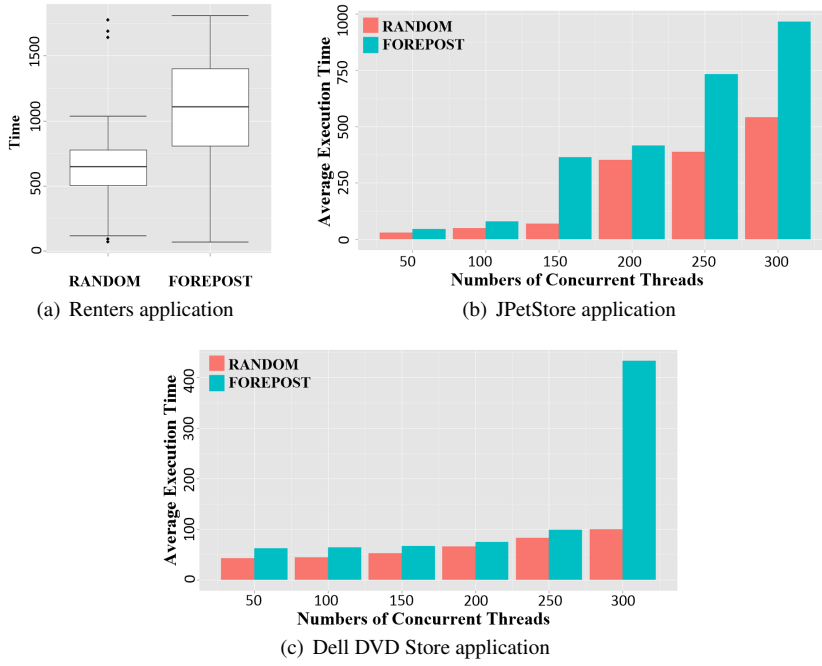 Time
0
500
1000
1500
RANDOM FOREPOST
(a) Renters application
RANDOM
FOREPOST
Average Execution Time
0
250
500
750
1000
50 100 150 200 250 300
Numbers of Concurrent Threads
(b) JPetStore application
RANDOM
FOREPOST
Average Execution Time
0
100
200
300
400
50 100 150 200 250 300
Numbers of Concurrent Threads
(c) Dell DVD Store application